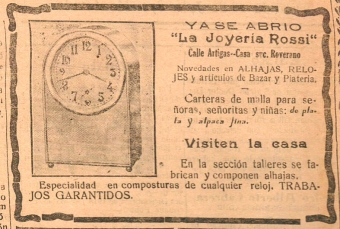 YA SE ABRIO
"La Joyería Rossi"
Calle Artigas--Casa suc. Roverano
Novedades en ALHAJAS, RELO-
JES y artículos de Bazar y Platería.
Carteras de malla para se-
ñoras, señoritas y niñas: de pla-
ta y alpaca fina.
Visiten la casa
En la sección talleres se fa-
brican y componen alhajas.
Especialidad en composturas de cualquier reloj. TRABA-
JOS GARANTIDOS.